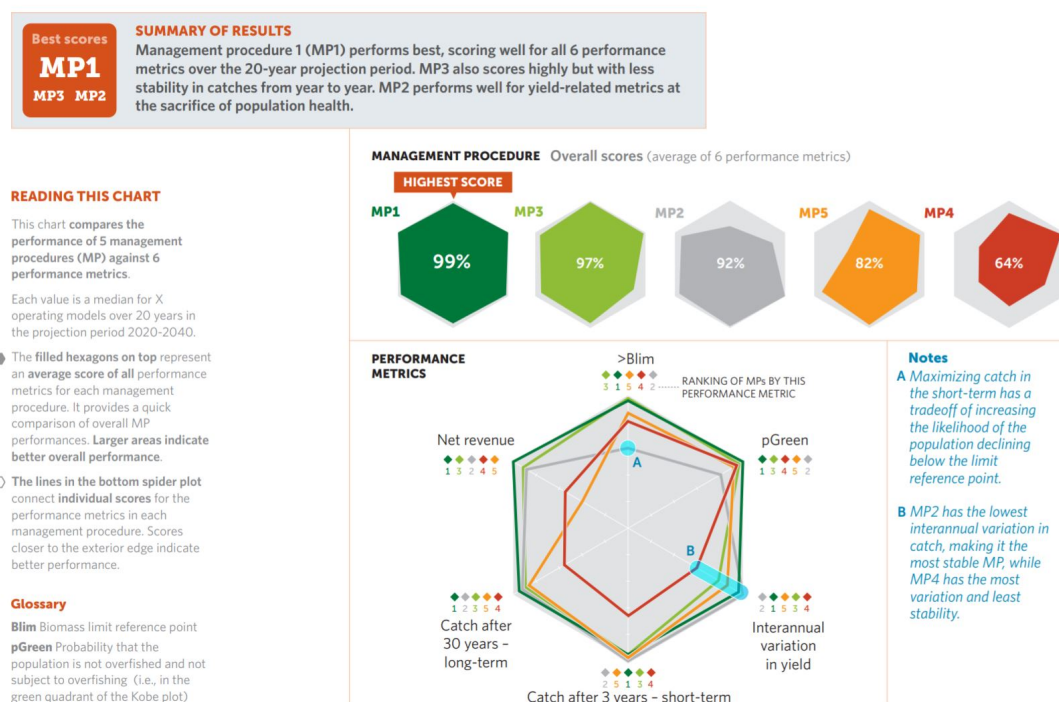 Best scores
MP1
MP3 MP2
SUMMARY OF RESULTS
Management procedure 1 (MP1) performs best, scoring well for all 6 performance
metrics over the 20-year projection period. MP3 also scores highly but with less
stability in catches from year to year. MP2 performs well for yield-related metrics at
the sacrifice of population health.
READING THIS CHART
This chart compares the
performance of 5 management
procedures (MP) against 6
performance metrics.
Each value is a median for X
operating models over 20 years in
the projection period 2020-2040.
The filled hexagons on top represent
an average score of all performance
metrics for each management
procedure. It provides a quick
comparison of overall MP
performances. Larger areas indicate
better overall performance.
The lines in the bottom spider plot
connect individual scores for the
performance metrics in each
management procedure. Scores
closer to the exterior edge indicate
better performance.
Glossary
Blim Biomass limit reference point
pGreen Probability that the
population is not overfished and not
subject to overfishing (i.e., in the
green quadrant of the Kobe plot)
MANAGEMENT PROCEDURE Overall scores (average of 6 performance metrics)
HIGHEST SCORE
MP1 MP3 MP2 MP5 MP4
99% 97% 92% 82% 64%
PERFORMANCE
METRICS
>Blim
3 1 5 4 2
RANKING OF MPs BY THIS
PERFORMANCE METRIC
Net revenue
1 3 2 4 5
pGreen
1 3 4 5 2
A
B
1 2 3 5 4
Catch after
30 years –
long-term
2 1 5 3 4
Interannual
variation
in yield
2 5 1 3 4
Catch after 3 years – short-term
Notes
A Maximizing catch in
the short-term has a
tradeoff of increasing
the likelihood of the
population declining
below the limit
reference point.
B MP2 has the lowest
interannual variation in
catch, making it the
most stable MP, while
MP4 has the most
variation and least
stability.